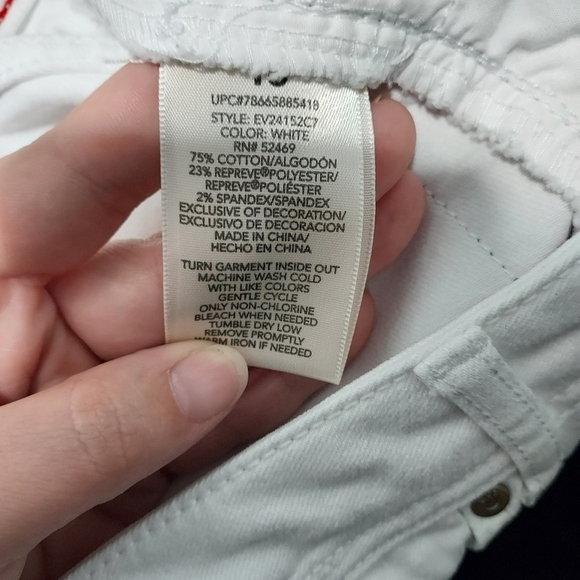 UPC#78665885418
STYLE: EV24152C7
COLOR: WHITE
RN# 52469
75% COTTON/ALGODÓN
23% REPREVE®POLYESTER/
REPREVE®POLIÉSTER
2% SPANDEX/SPANDEX
EXCLUSIVE OF DECORATION/
EXCLUSIVO DE DECORACION
MADE IN CHINA/
HECHO EN CHINA
TURN GARMENT INSIDE OUT
MACHINE WASH COLD
WITH LIKE COLORS
GENTLE CYCLE
ONLY NON-CHLORINE
BLEACH WHEN NEEDED
TUMBLE DRY LOW
REMOVE PROMPTLY
WARM IRON IF NEEDED